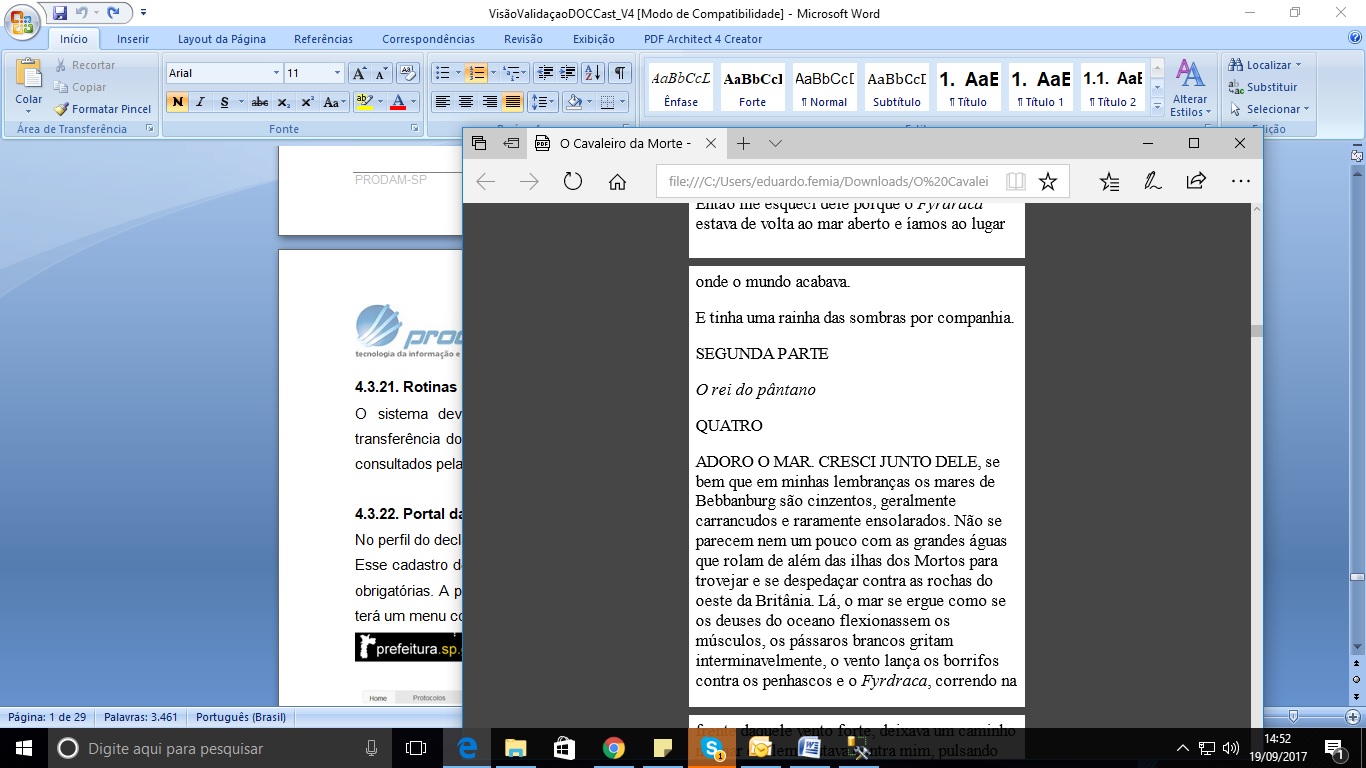 VisãoValidaçaoDOCCast_V4 [Modo de Compatibilidade] - Microsoft Word
Início Inserir Layout da Página Referências Correspondências Revisão Exibição PDF Architect 4 Creator
Colar
Recortar
Copiar
Formatar Pincel
Área de Transferência
Arial 11
N I S abc X₂ X² Aa
Fonte
AaBbCcI AaBbCcI AaBbCcI AaBbCcI 1. AaE 1. AaE 1.1. AaE
Ênfase Forte ¶ Normal Subtítulo ¶ Título ¶ Título 1 ¶ Título 2
Alterar
Estilos
Localizar
Substituir
Selecionar
Edição
PRODAM-SP
tecnologia da informação e
4.3.21. Rotinas
O sistema dev
transferência do
consultados pela
4.3.22. Portal da
No perfil do decl
Esse cadastro d
obrigatórias. A p
terá um menu co
prefeitura.sp.
Home Protocolos
O Cavaleiro da Morte -
file:///C:/Users/eduardo.femia/Downloads/O%20Cavalei
Então me esqueci dele porque o Fyrdraca
estava de volta ao mar aberto e íamos ao lugar
onde o mundo acabava.
E tinha uma rainha das sombras por companhia.
SEGUNDA PARTE
O rei do pântano
QUATRO
ADORO O MAR. CRESCI JUNTO DELE, se
bem que em minhas lembranças os mares de
Bebbanburg são cinzentos, geralmente
carrancudos e raramente ensolarados. Não se
parecem nem um pouco com as grandes águas
que rolam de além das ilhas dos Mortos para
trovejar e se despedaçar contra as rochas do
oeste da Britânia. Lá, o mar se ergue como se
os deuses do oceano flexionassem os
músculos, os pássaros brancos gritam
interminavelmente, o vento lança os borrifos
contra os penhascos e o Fyrdraca, correndo na
frente daquele vento forte, deixava um caminho
pulsando
Página: 1 de 29 Palavras: 3.461 Português (Brasil)
Digite aqui para pesquisar
14:52
19/09/2017